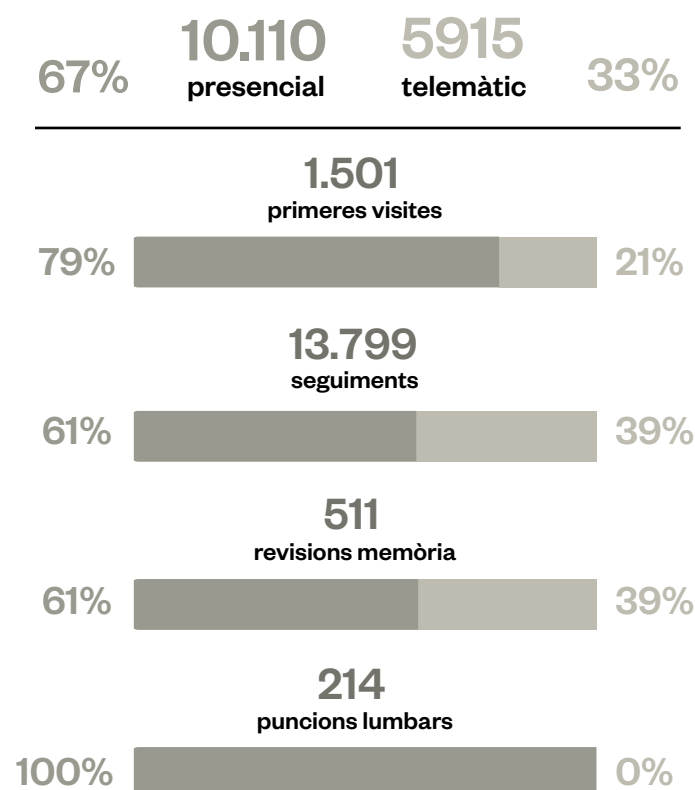 67% 10.110 5915 33%
presencial telemàtic
1.501
primeres visites
79% 21%
13.799
seguiments
61% 39%
511
revisions memòria
61% 39%
214
puncions lumbars
100% 0%